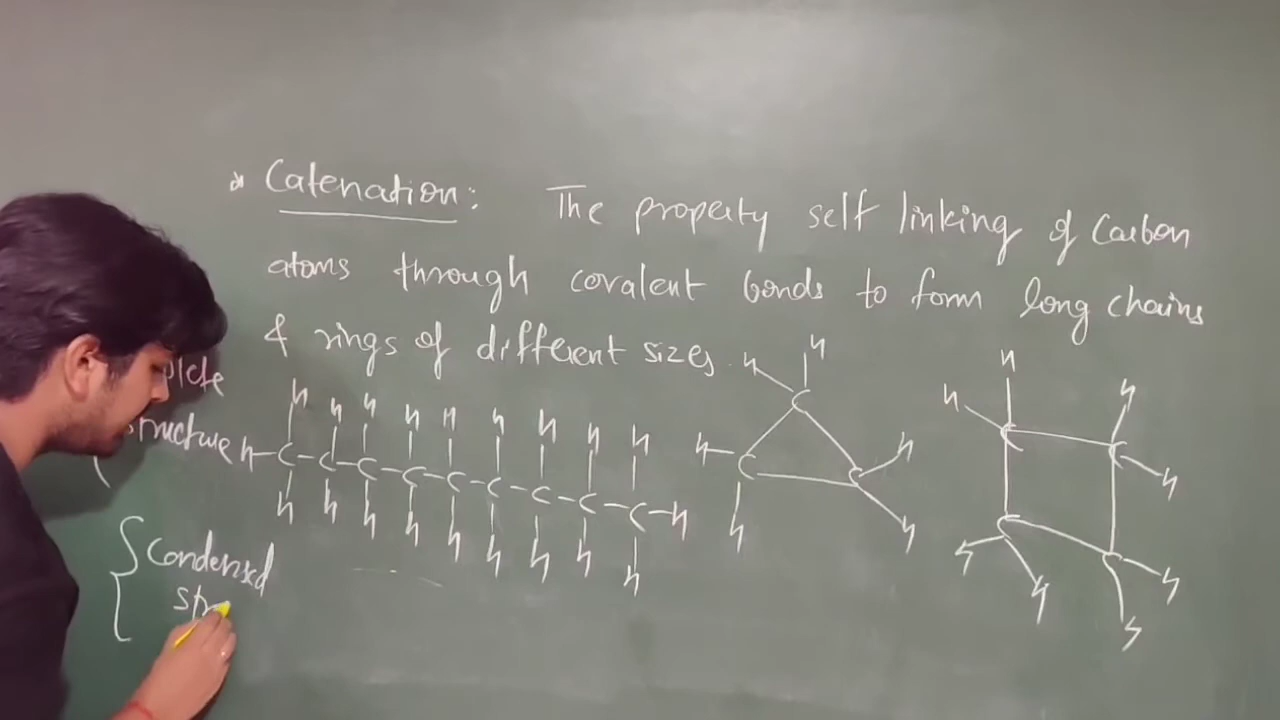 * Catenation: The property self linking of Carbon
atoms through covalent bonds to form long chains
& rings of different sizes.
Structure
H-C-C-C-C-C-C-C-C-C-H
H H H H H H H H H
H H H H H H H H H
H H
C
H-C C H
H H
H H H
C C H
C C H
H H H
Condensed